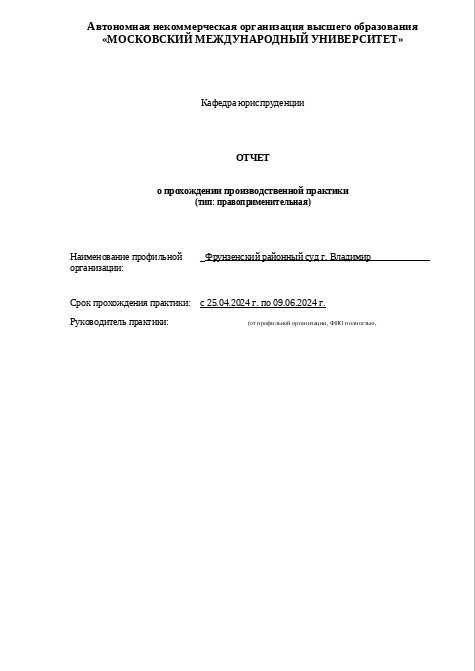 Автономная некоммерческая организация высшего образования
«МОСКОВСКИЙ МЕЖДУНАРОДНЫЙ УНИВЕРСИТЕТ»
Кафедра юриспруденции
ОТЧЕТ
о прохождении производственной практики
(тип: правоприменительная)
Наименование профильной организации: Фрунзенский районный суд г. Владимир
Срок прохождения практики: с 25.04.2024 г. по 09.06.2024 г.
Руководитель практики: (от профильной организации, ФИО полностью,